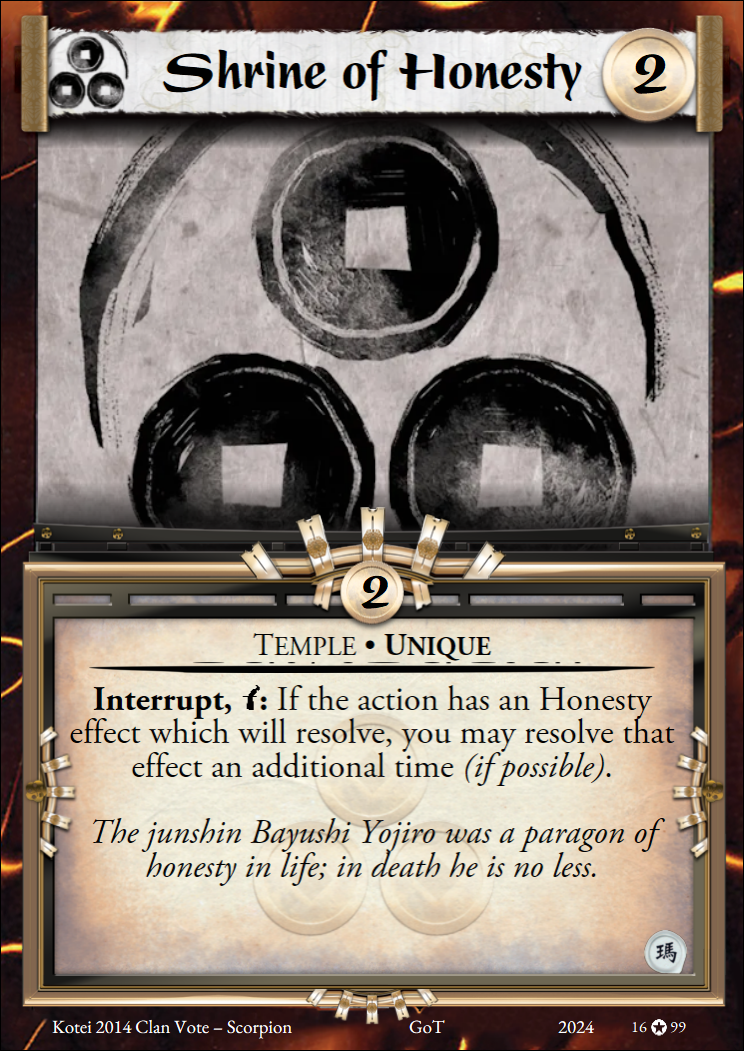 Shrine of Honesty
2
2
TEMPLE • UNIQUE
Interrupt, : If the action has an Honesty
effect which will resolve, you may resolve that
effect an additional time (if possible).
The junshin Bayushi Yojiro was a paragon of
honesty in life; in death he is no less.
瑪
Kotei 2014 Clan Vote – Scorpion GoT 2024 16 ✪ 99